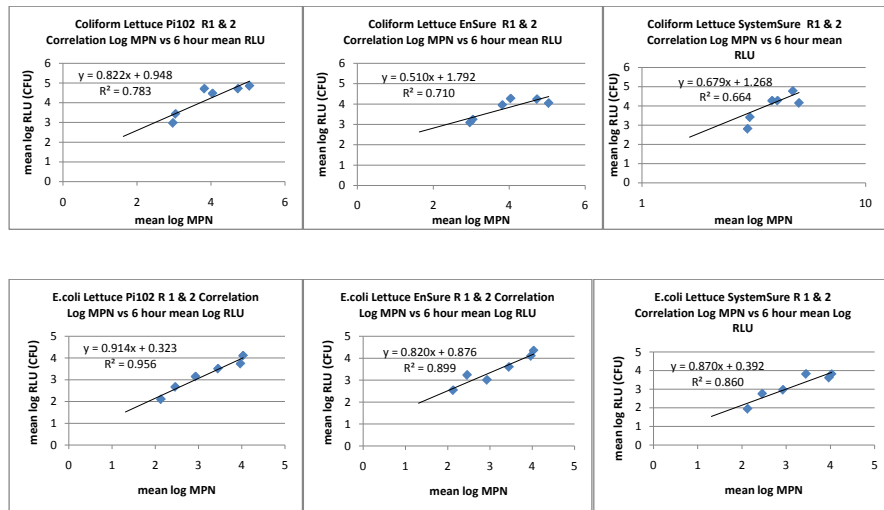 Coliform Lettuce Pi102 R1 & 2
Correlation Log MPN vs 6 hour mean RLU
y = 0.822x + 0.948
R² = 0.783
mean log RLU (CFU)
6
5
4
3
2
1
0
0 2 4 6
mean log MPN
Coliform Lettuce EnSure R1 & 2
Correlation Log MPN vs 6 hour mean RLU
y = 0.510x + 1.792
R² = 0.710
mean log RLU (CFU)
6
5
4
3
2
1
0
0 2 4 6
mean log MPN
Coliform Lettuce SystemSure R1 & 2
Correlation Log MPN vs 6 hour mean
RLU
y = 0.679x + 1.268
R² = 0.664
mean log RLU (CFU)
6
5
4
3
2
1
0
1 10
mean log MPN
E.coli Lettuce Pi102 R 1 & 2 Correlation
Log MPN vs 6 hour mean Log RLU
y = 0.914x + 0.323
R² = 0.956
mean log RLU (CFU)
5
4
3
2
1
0
0 1 2 3 4 5
mean log MPN
E.coli Lettuce EnSure R 1 & 2 Correlation
Log MPN vs 6 hour mean Log RLU
y = 0.820x + 0.876
R² = 0.899
mean log RLU (CFU)
5
4
3
2
1
0
0 1 2 3 4 5
mean log MPN
E.coli Lettuce SystemSure R 1 & 2
Correlation Log MPN vs 6 hour mean Log
RLU
y = 0.870x + 0.392
R² = 0.860
mean log RLU (CFU)
5
4
3
2
1
0
0 1 2 3 4 5
mean log MPN